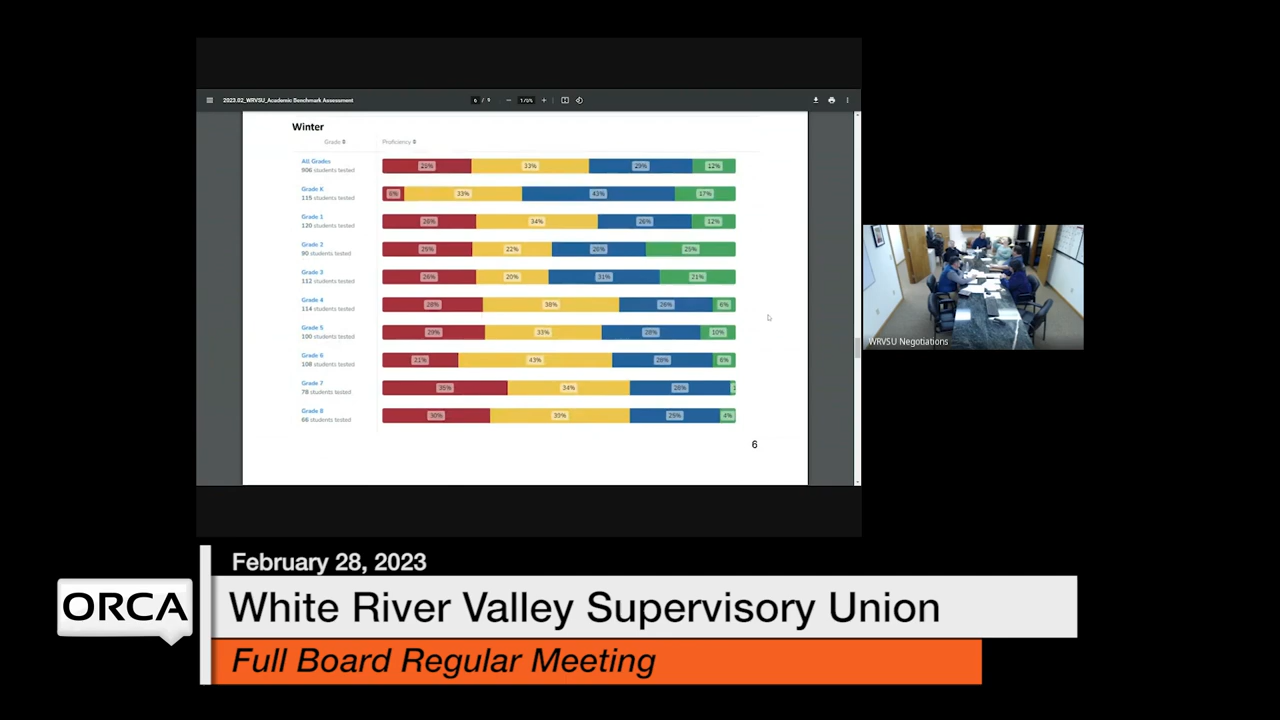 2023.02_WRVSU_Academic Benchmark Assessment
6 / 9
170%
Winter
Grade
Proficiency
All Grades
906 students tested
33%
29%
12%
Grade K
115 students tested
6%
33%
43%
17%
Grade 1
120 students tested
26%
34%
26%
12%
Grade 2
90 students tested
22%
25%
Grade 3
112 students tested
26%
20%
31%
21%
Grade 4
114 students tested
28%
38%
26%
6%
Grade 5
100 students tested
29%
33%
28%
10%
Grade 6
108 students tested
21%
43%
28%
6%
Grade 7
78 students tested
35%
34%
28%
Grade 8
66 students tested
30%
39%
25%
4%
6
WRVSU Negotiations
February 28, 2023
ORCA
White River Valley Supervisory Union
Full Board Regular Meeting